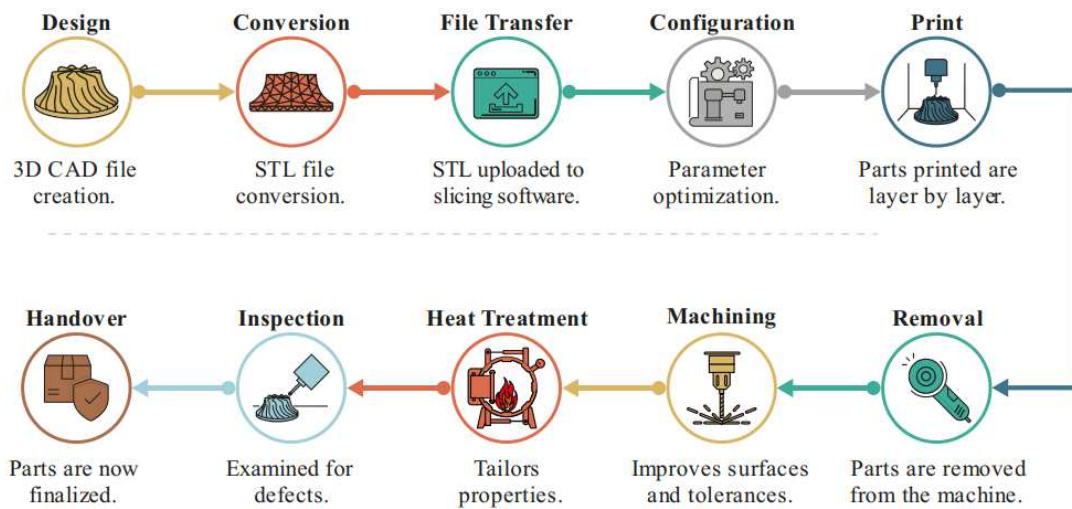 Design
3D CAD file
creation.
Conversion
STL file
conversion.
File Transfer
STL uploaded to
slicing software.
Configuration
Parameter
optimization.
Print
Parts printed are
layer by layer.
Removal
Parts are removed
from the machine.
Machining
Improves surfaces
and tolerances.
Heat Treatment
Tailors
properties.
Inspection
Examined for
defects.
Handover
Parts are now
finalized.